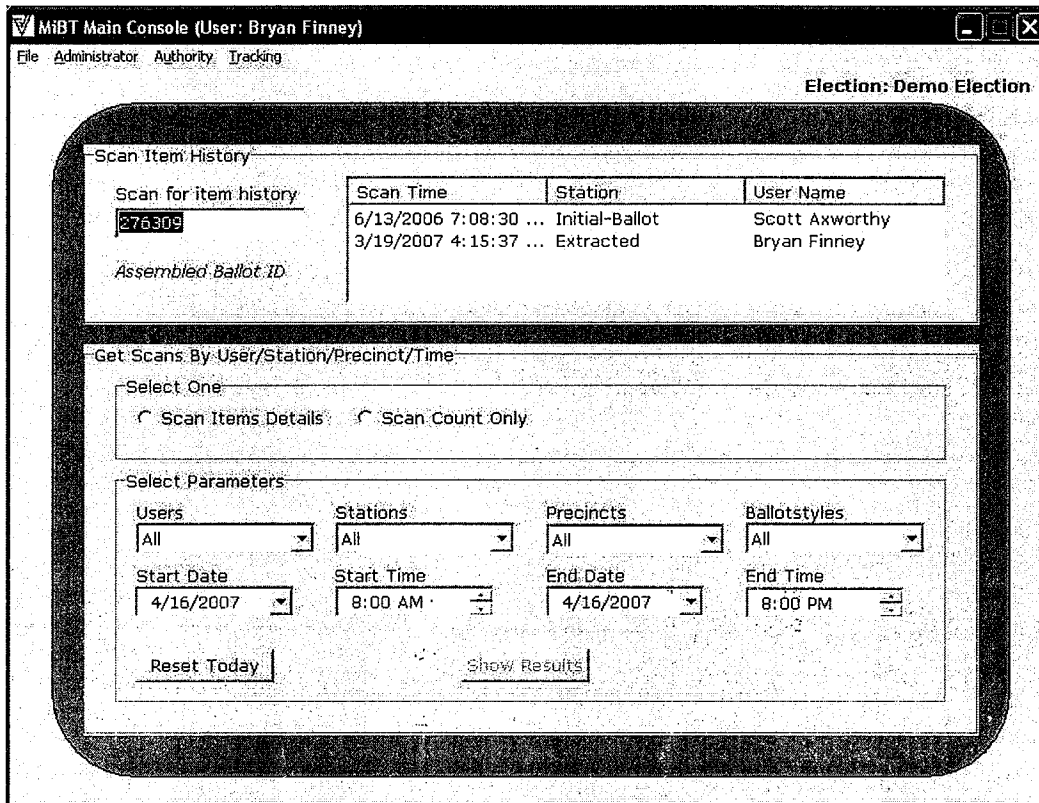 MiBT Main Console (User: Bryan Finney)
File Administrator Authority Tracking
Election: Demo Election
Scan Item History
Scan for item history
276309
Assembled Ballot ID
Scan Time Station User Name
6/13/2006 7:08:30 ... Initial-Ballot Scott Axworthy
3/19/2007 4:15:37 ... Extracted Bryan Finney
Get Scans By User/Station/Precinct/Time
Select One
Scan Items Details Scan Count Only
Select Parameters
Users Stations Precincts Ballotstyles
All All All All
Start Date Start Time End Date End Time
4/16/2007 8:00 AM 4/16/2007 8:00 PM
Reset Today Show Results